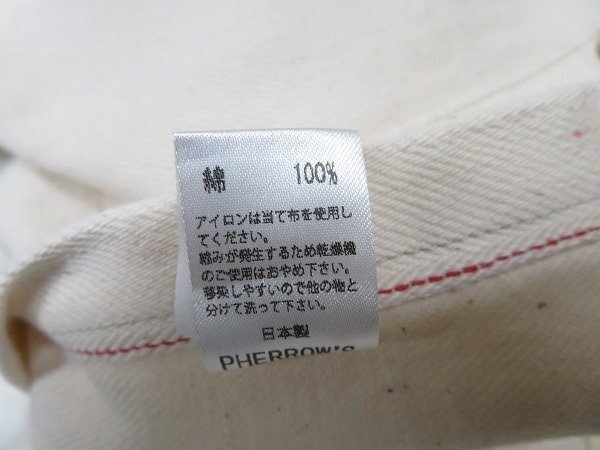 綿 100%
アイロンは当て布を使用し
てください。
縮みが発生するため乾燥機
のご使用はおやめ下さい。
移染しやすいので他の物と
分けて洗って下さい。
日本製
PHERROW'S